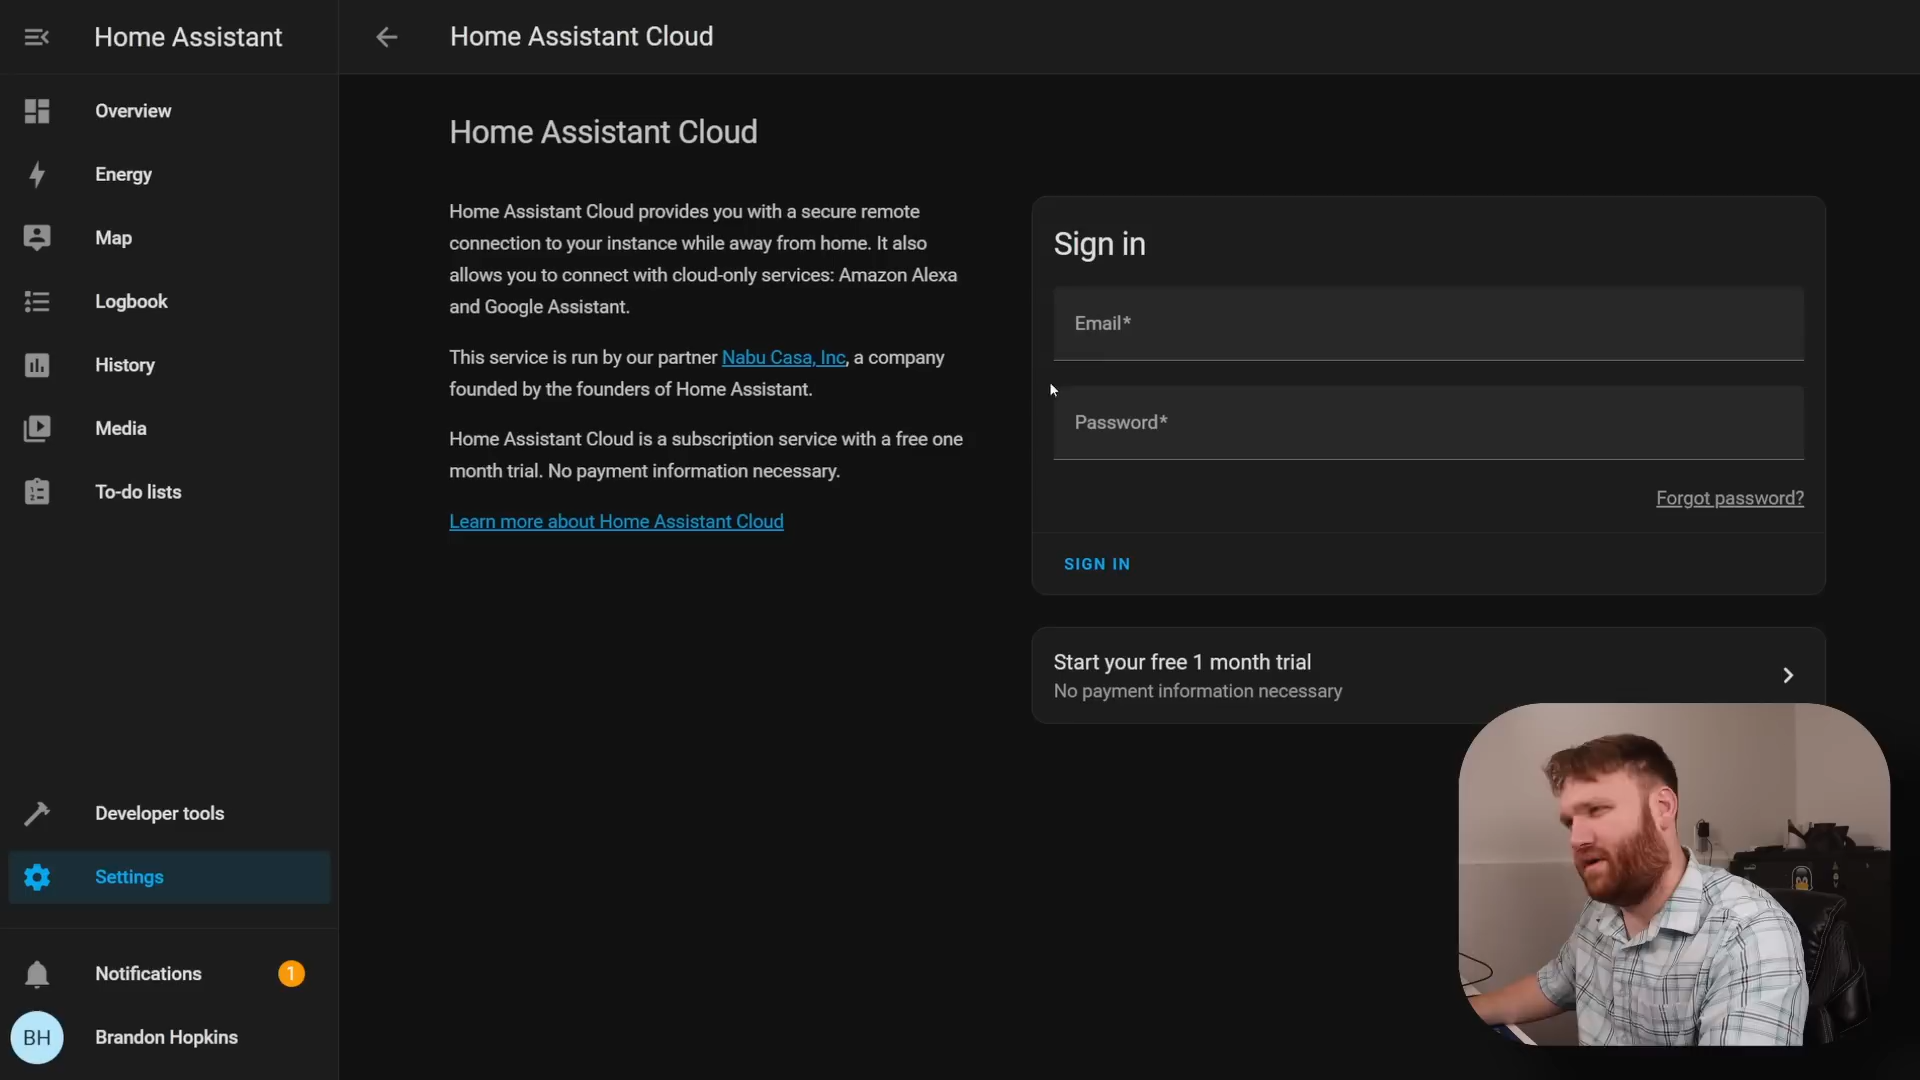 Home Assistant
Overview
Energy
Map
Logbook
History
Media
To-do lists
Developer tools
Settings
Notifications
1
BH
Brandon Hopkins
Home Assistant Cloud
Home Assistant Cloud
Home Assistant Cloud provides you with a secure remote
connection to your instance while away from home. It also
allows you to connect with cloud-only services: Amazon Alexa
and Google Assistant.
This service is run by our partner Nabu Casa, Inc, a company
founded by the founders of Home Assistant.
Home Assistant Cloud is a subscription service with a free one
month trial. No payment information necessary.
Learn more about Home Assistant Cloud
Sign in
Email*
Password*
Forgot password?
SIGN IN
Start your free 1 month trial
No payment information necessary